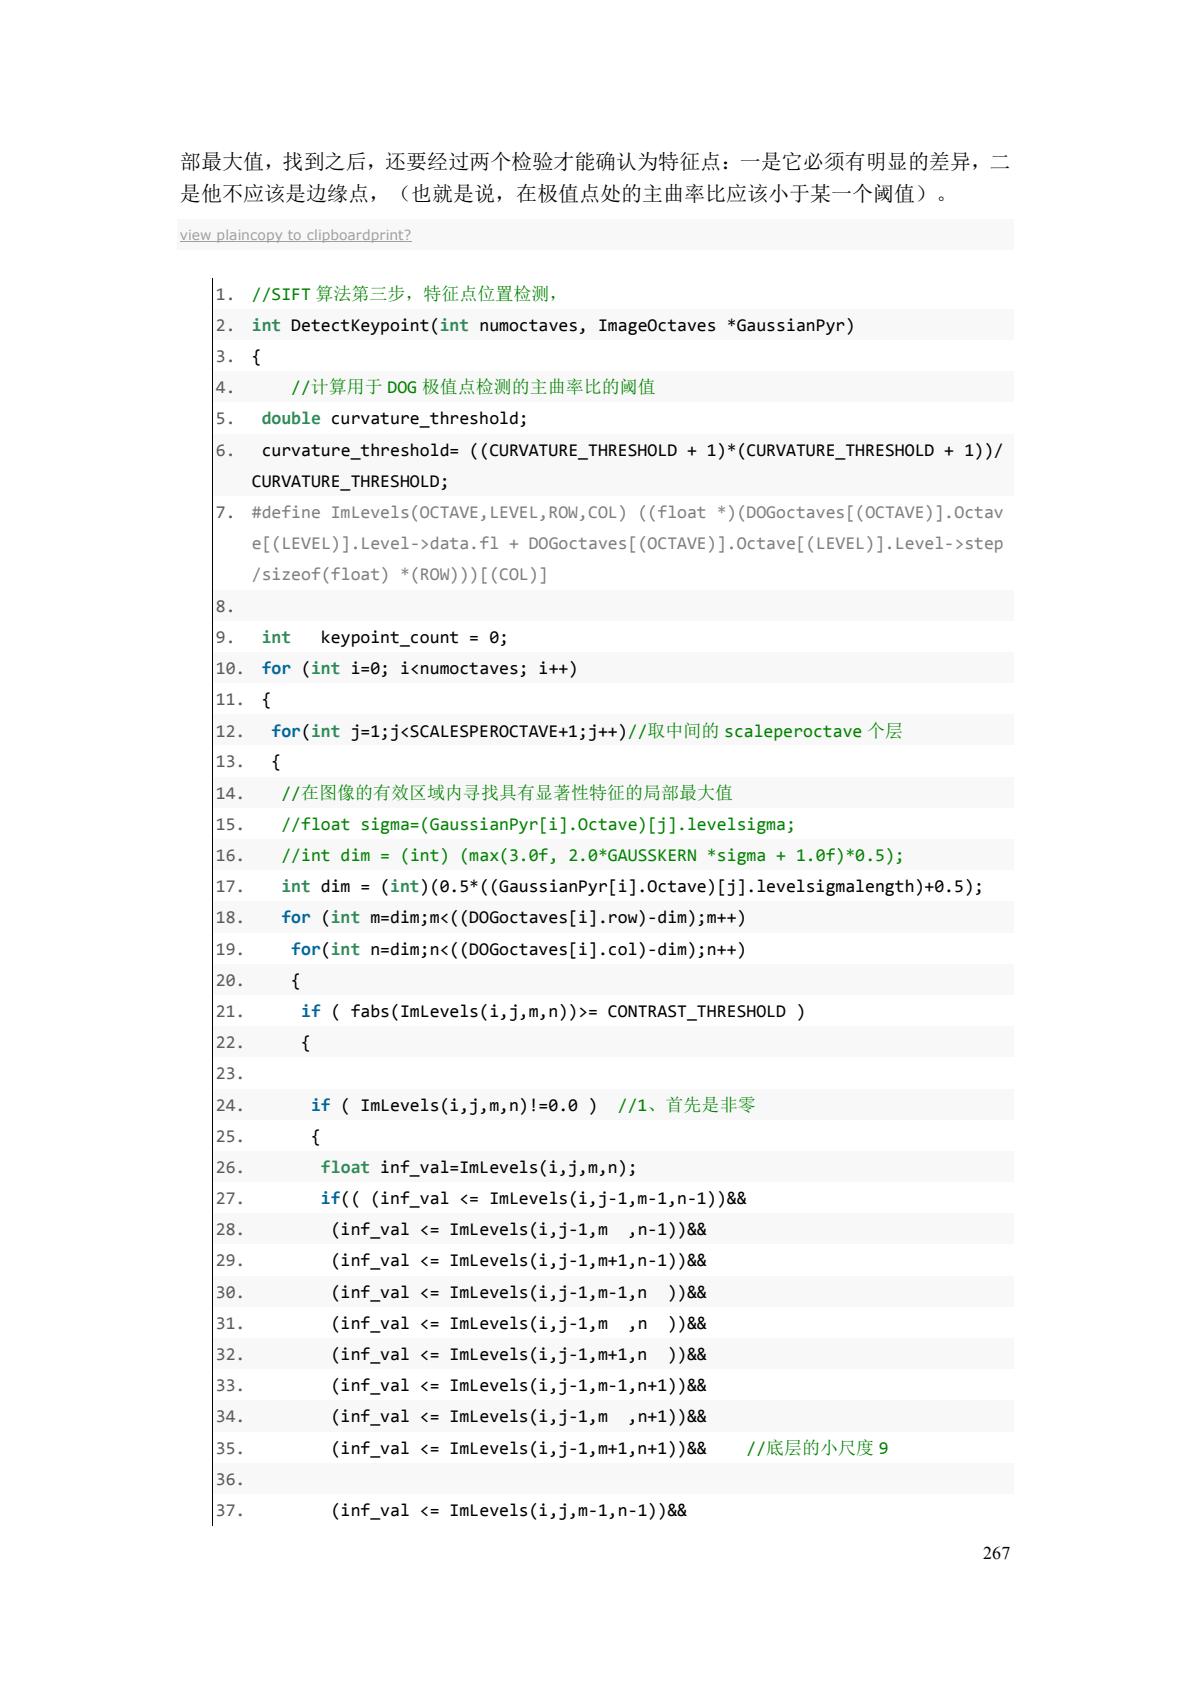 部最大值，找到之后，还要经过两个检验才能确认为特征点：一是它必须有明显的差异，二
是他不应该是边缘点，（也就是说，在极值点处的主曲率比应该小于某一个阈值）。
view plaincopy to clipboardprint?
1. //SIFT 算法第三步，特征点位置检测，
2. int DetectKeypoint(int numoctaves, ImageOctaves *GaussianPyr)
3. {
4.     //计算用于 DOG 极值点检测的主曲率比的阈值
5.  double curvature_threshold;
6.  curvature_threshold= ((CURVATURE_THRESHOLD + 1)*(CURVATURE_THRESHOLD + 1))/
CURVATURE_THRESHOLD;
7. #define ImLevels(OCTAVE,LEVEL,ROW,COL) ((float *)(DOGoctaves[(OCTAVE)].Octav
e[(LEVEL)].Level->data.fl + DOGoctaves[(OCTAVE)].Octave[(LEVEL)].Level->step
/sizeof(float) *(ROW)))[(COL)]
8.
9.  int   keypoint_count = 0;
10.  for (int i=0; i<numoctaves; i++)
11.  {
12.   for(int j=1;j<SCALESPEROCTAVE+1;j++)//取中间的 scaleperoctave 个层
13.   {
14.    //在图像的有效区域内寻找具有显著性特征的局部最大值
15.    //float sigma=(GaussianPyr[i].Octave)[j].levelsigma;
16.    //int dim = (int) (max(3.0f, 2.0*GAUSSKERN *sigma + 1.0f)*0.5);
17.    int dim = (int)(0.5*((GaussianPyr[i].Octave)[j].levelsigmalength)+0.5);
18.    for (int m=dim;m<((DOGoctaves[i].row)-dim);m++)
19.     for(int n=dim;n<((DOGoctaves[i].col)-dim);n++)
20.     {
21.      if ( fabs(ImLevels(i,j,m,n))>= CONTRAST_THRESHOLD )
22.      {
23.
24.       if ( ImLevels(i,j,m,n)!=0.0 )  //1、首先是非零
25.       {
26.        float inf_val=ImLevels(i,j,m,n);
27.        if(( (inf_val <= ImLevels(i,j-1,m-1,n-1))&&
28.         (inf_val <= ImLevels(i,j-1,m  ,n-1))&&
29.         (inf_val <= ImLevels(i,j-1,m+1,n-1))&&
30.         (inf_val <= ImLevels(i,j-1,m-1,n  ))&&
31.         (inf_val <= ImLevels(i,j-1,m  ,n  ))&&
32.         (inf_val <= ImLevels(i,j-1,m+1,n  ))&&
33.         (inf_val <= ImLevels(i,j-1,m-1,n+1))&&
34.         (inf_val <= ImLevels(i,j-1,m  ,n+1))&&
35.         (inf_val <= ImLevels(i,j-1,m+1,n+1))&&    //底层的小尺度 9
36.
37.         (inf_val <= ImLevels(i,j,m-1,n-1))&&
267